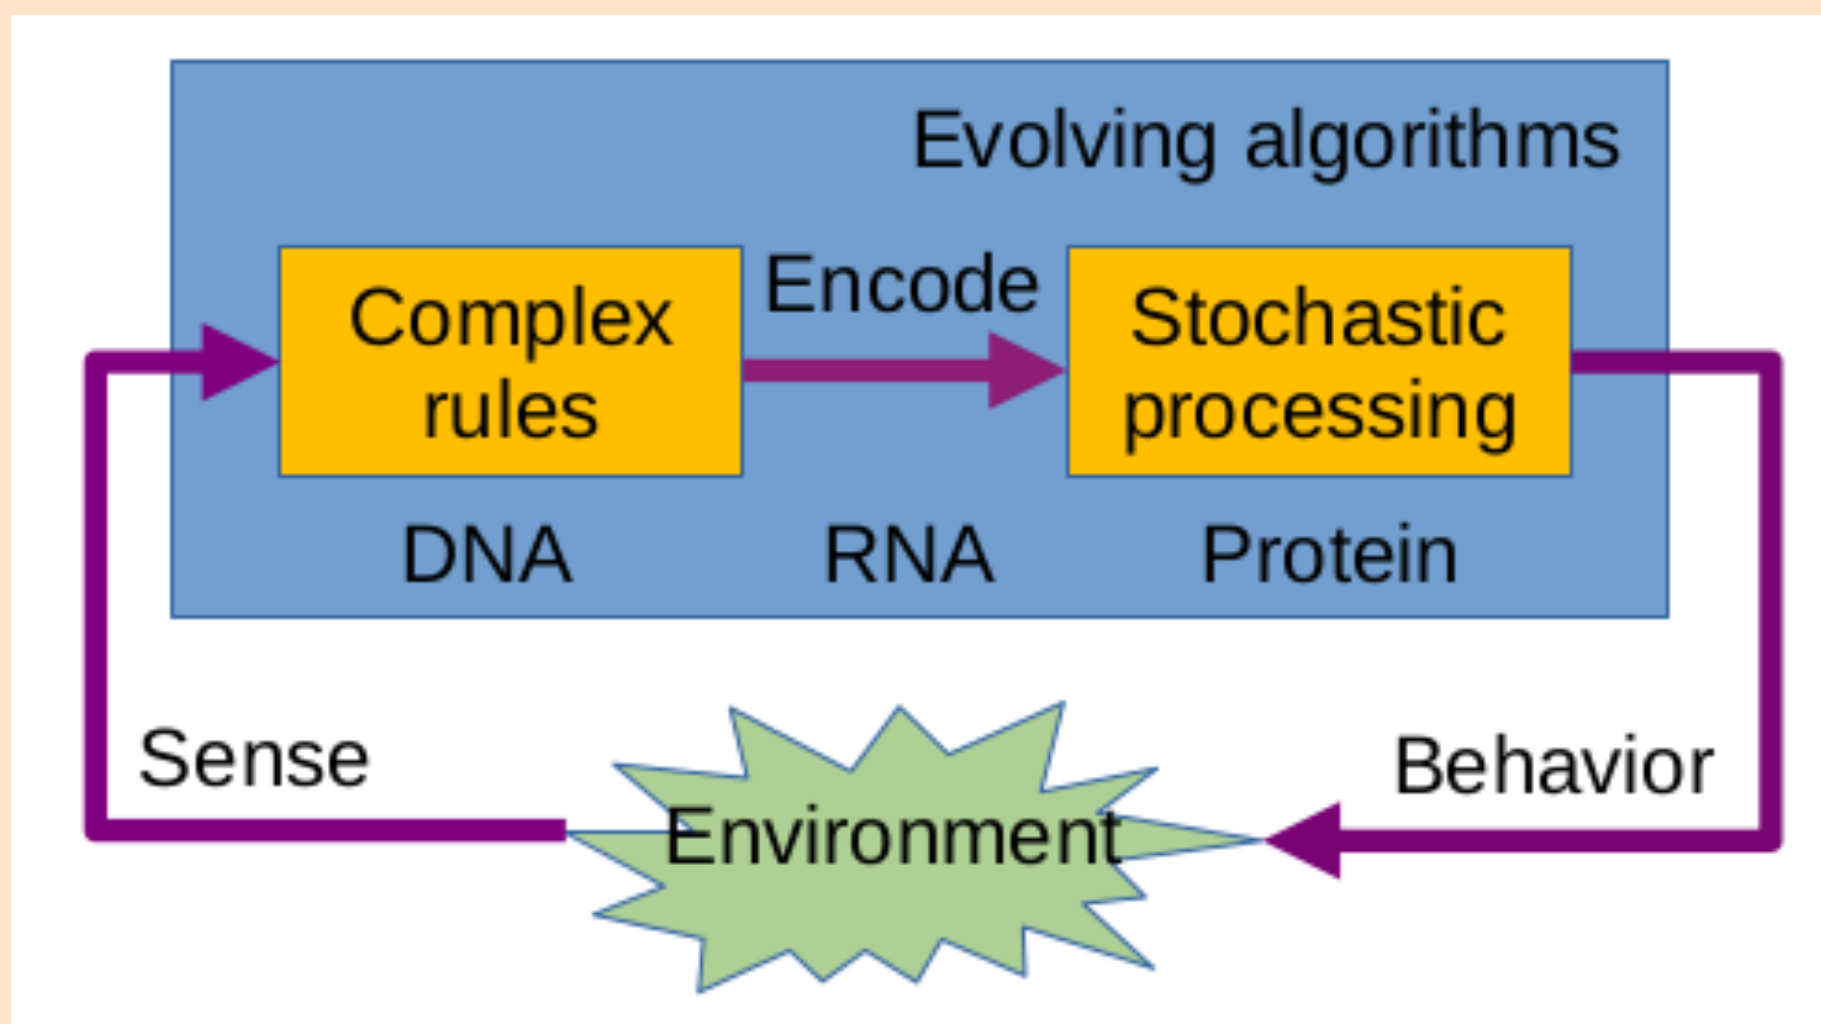 Evolving algorithms
Complex
rules
Encode
Stochastic
processing
DNA
RNA
Protein
Sense
Environment
Behavior